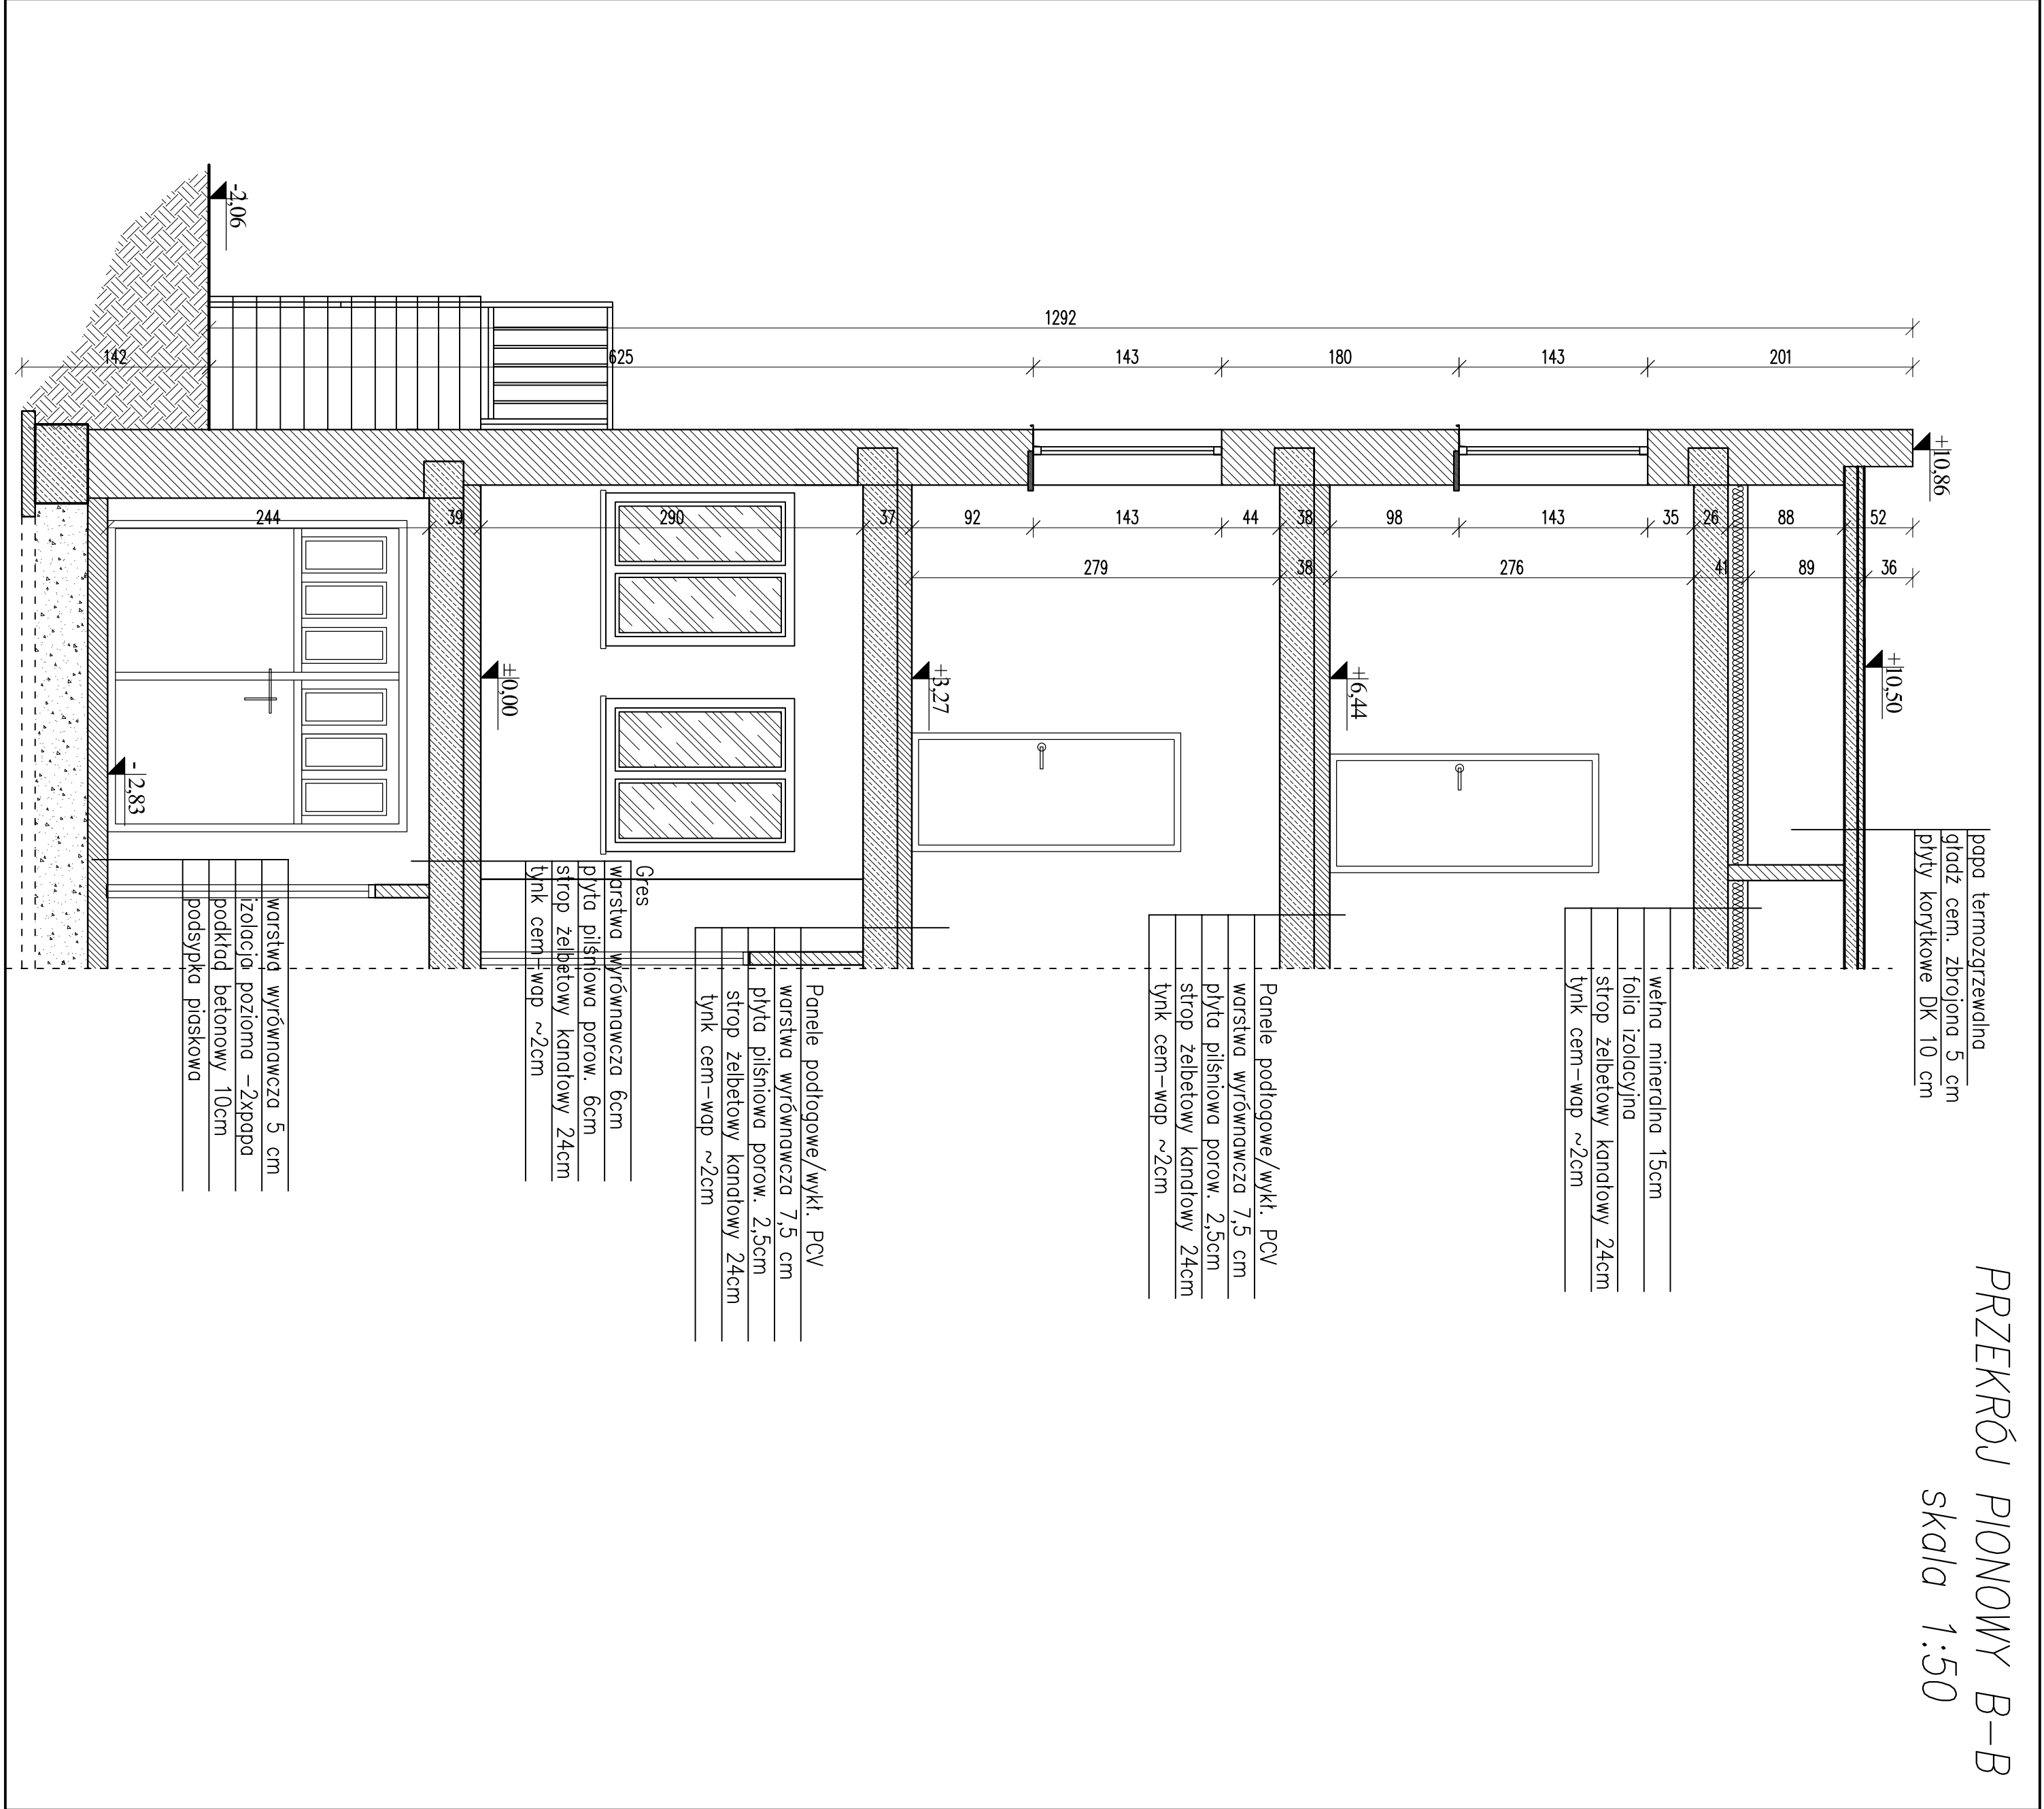 PRZEKRÓJ PIONOWY B-B
skala 1:50
papa termozgrzewalna
gładź cem. zbrojona 5 cm
płyty korytkowe DK 10 cm
+10,86
+10,50
wełna mineralna 15cm
folia izolacyjna
strop żelbetowy kanałowy 24cm
tynk cem-wap ~2cm
+6,44
Panele podłogowe/wykł. PCV
warstwa wyrównawcza 7,5 cm
płyta pilśniowa porow. 2,5cm
strop żelbetowy kanałowy 24cm
tynk cem-wap ~2cm
+3,27
Panele podłogowe/wykł. PCV
warstwa wyrównawcza 7,5 cm
płyta pilśniowa porow. 2,5cm
strop żelbetowy kanałowy 24cm
tynk cem-wap ~2cm
±0,00
Gres
warstwa wyrównawcza 6cm
płyta pilśniowa porow. 6cm
strop żelbetowy kanałowy 24cm
tynk cem-wap ~2cm
-2,06
-2,83
warstwa wyrównawcza 5 cm
izolacja pozioma -2xpapa
podkład betonowy 10cm
podsypka piaskowa
1292
142
625
143
180
143
201
244
39
290
37
92
143
44
38
98
143
35
26
88
52
279
38
276
41
89
36